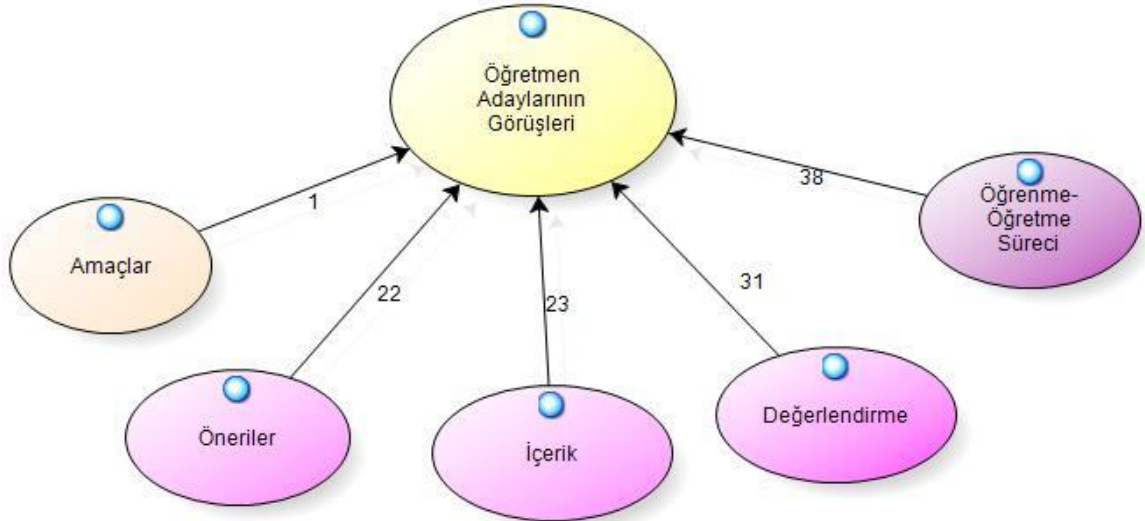 Öğretmen
Adaylarının
Görüşleri
1
22
23
31
38
Amaçlar
Öneriler
İçerik
Değerlendirme
Öğrenme-
Öğretme
Süreci